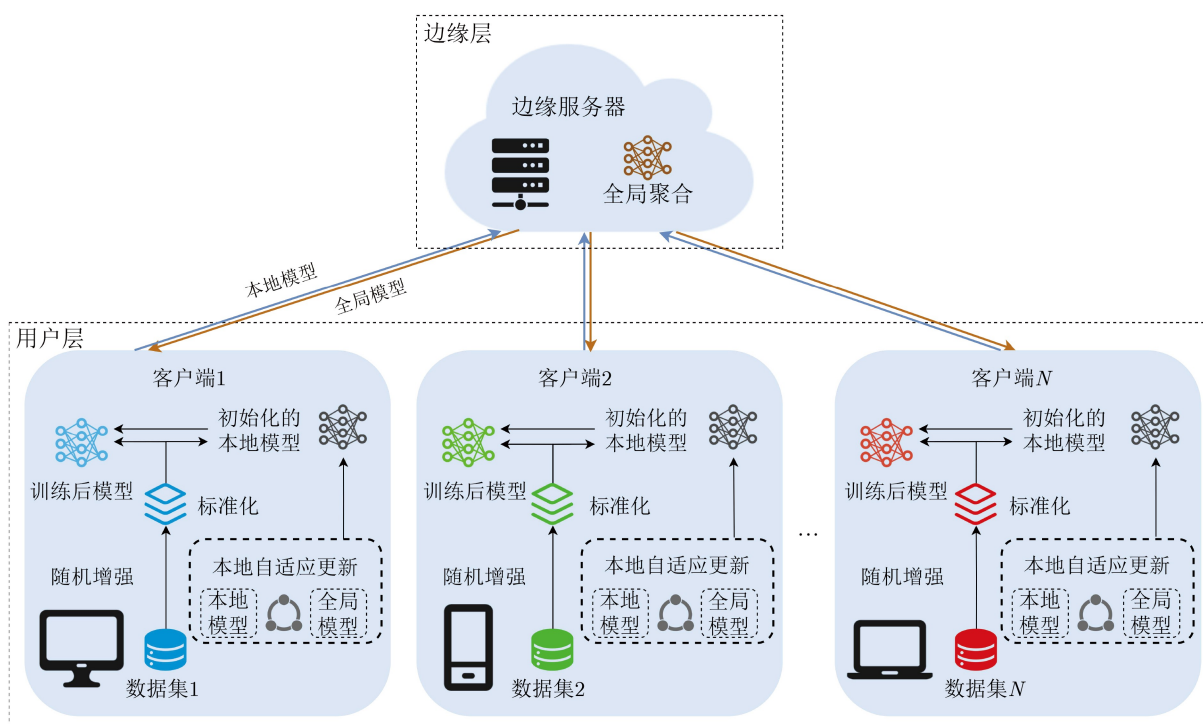 边缘层
边缘服务器
全局聚合
本地模型
全局模型
用户层
客户端1
初始化的
本地模型
训练后模型
标准化
随机增强
本地自适应更新
本地
模型
全局
模型
数据集1
客户端2
初始化的
本地模型
训练后模型
标准化
随机增强
本地自适应更新
本地
模型
全局
模型
数据集2
...
客户端N
初始化的
本地模型
训练后模型
标准化
随机增强
本地自适应更新
本地
模型
全局
模型
数据集N